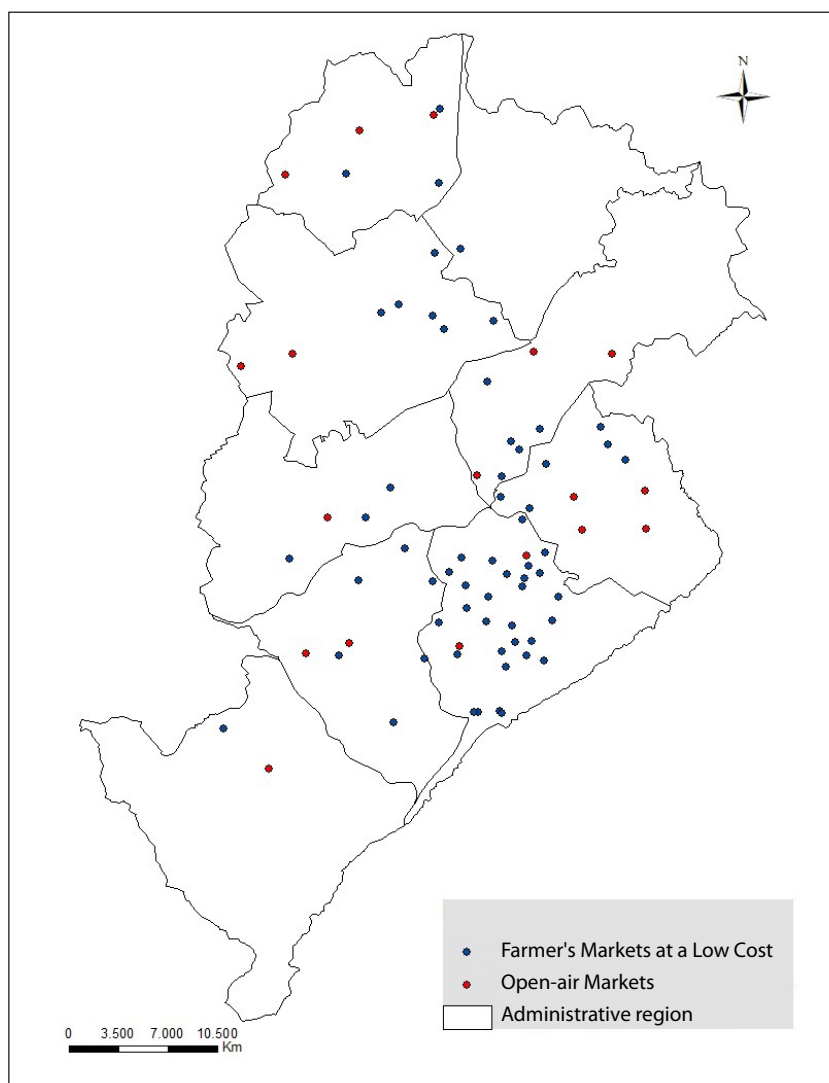 N
Farmer's Markets at a Low Cost
Open-air Markets
Administrative region
0 3.500 7.000 10.500
Km